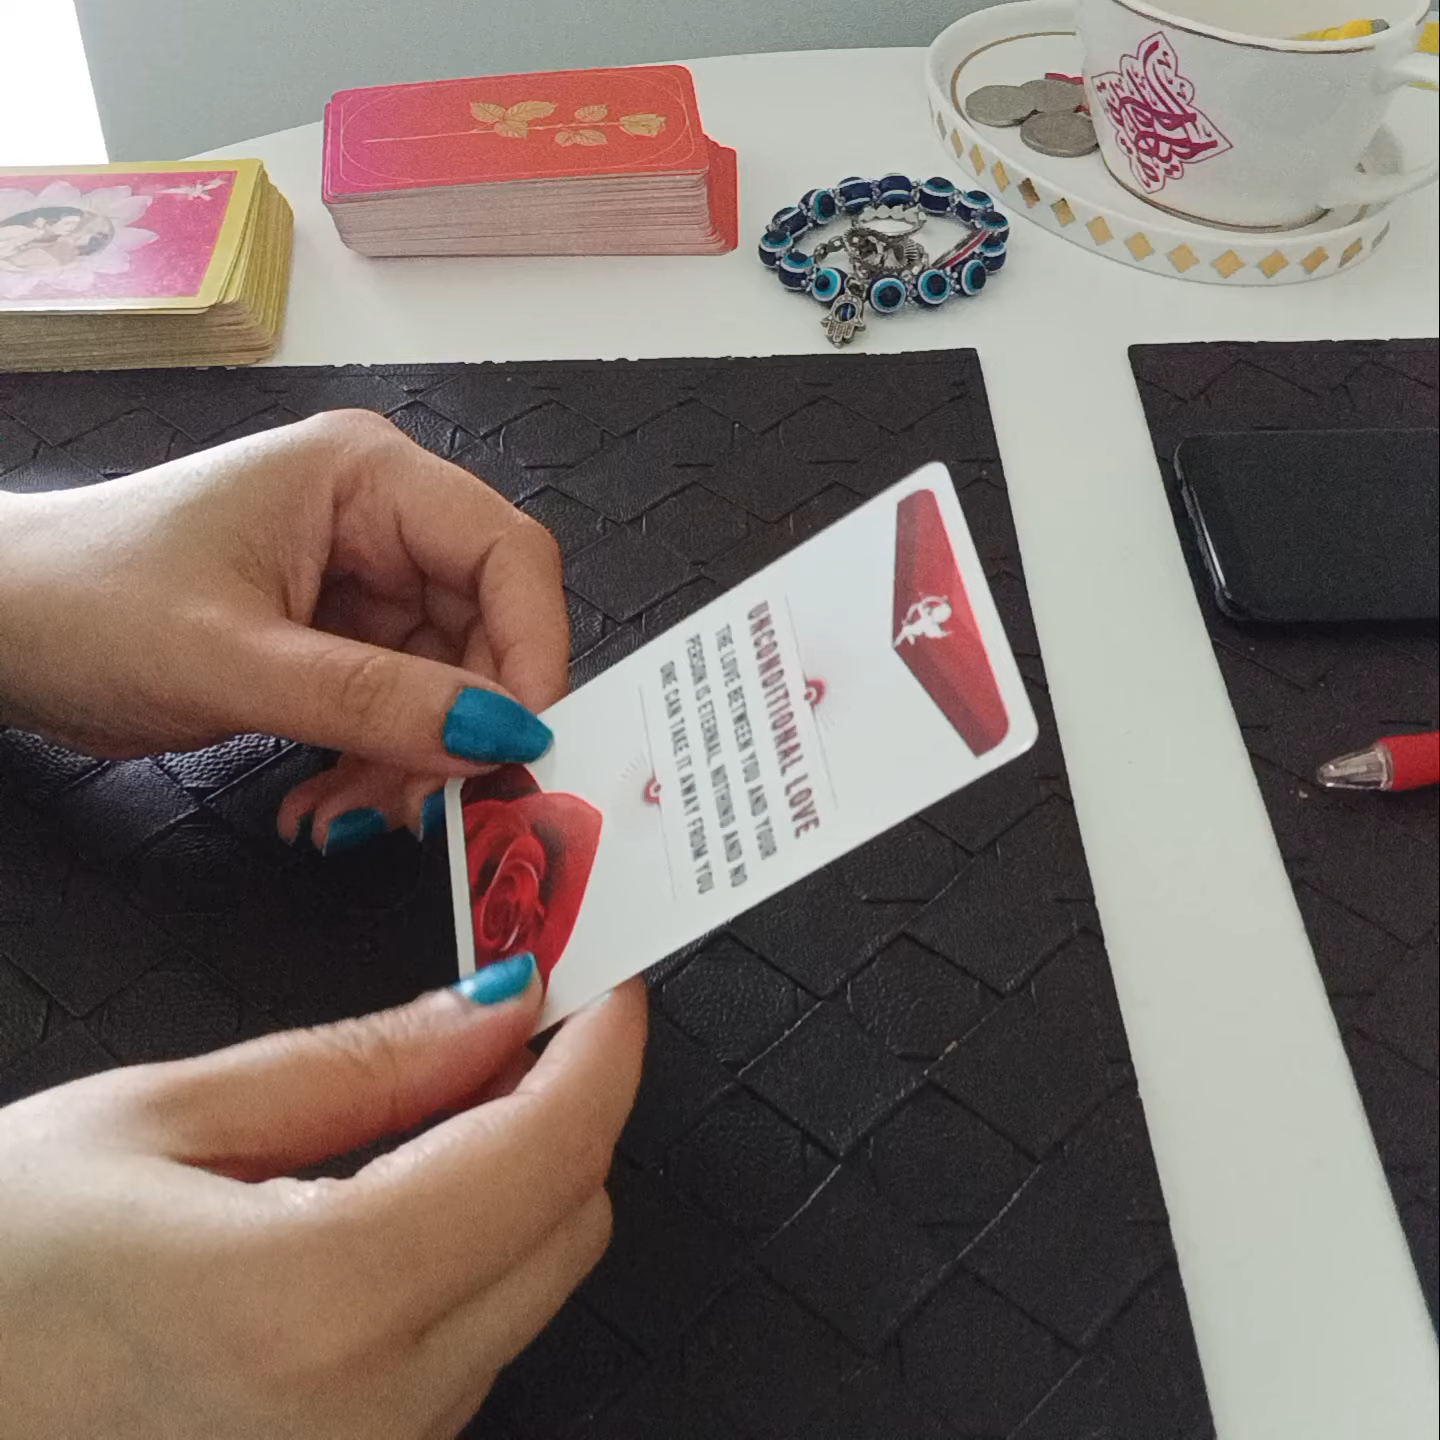 UNCONDITIONAL LOVE
THE LOVE BETWEEN YOU AND YOUR
PERSON IS ETERNAL. NOTHING AND NO
ONE CAN TAKE IT AWAY FROM YOU